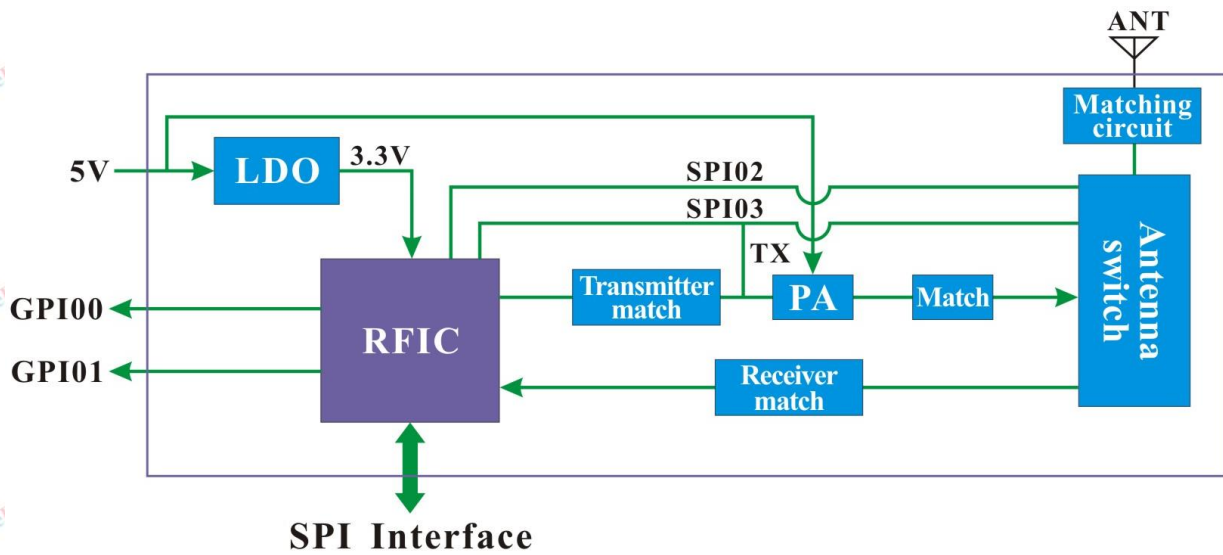 ANT
Matching
circuit
5V
LDO
3.3V
SPI02
SPI03
TX
Antenna
switch
GPI00
Transmitter
match
PA
Match
RFIC
GPI01
Receiver
match
SPI Interface